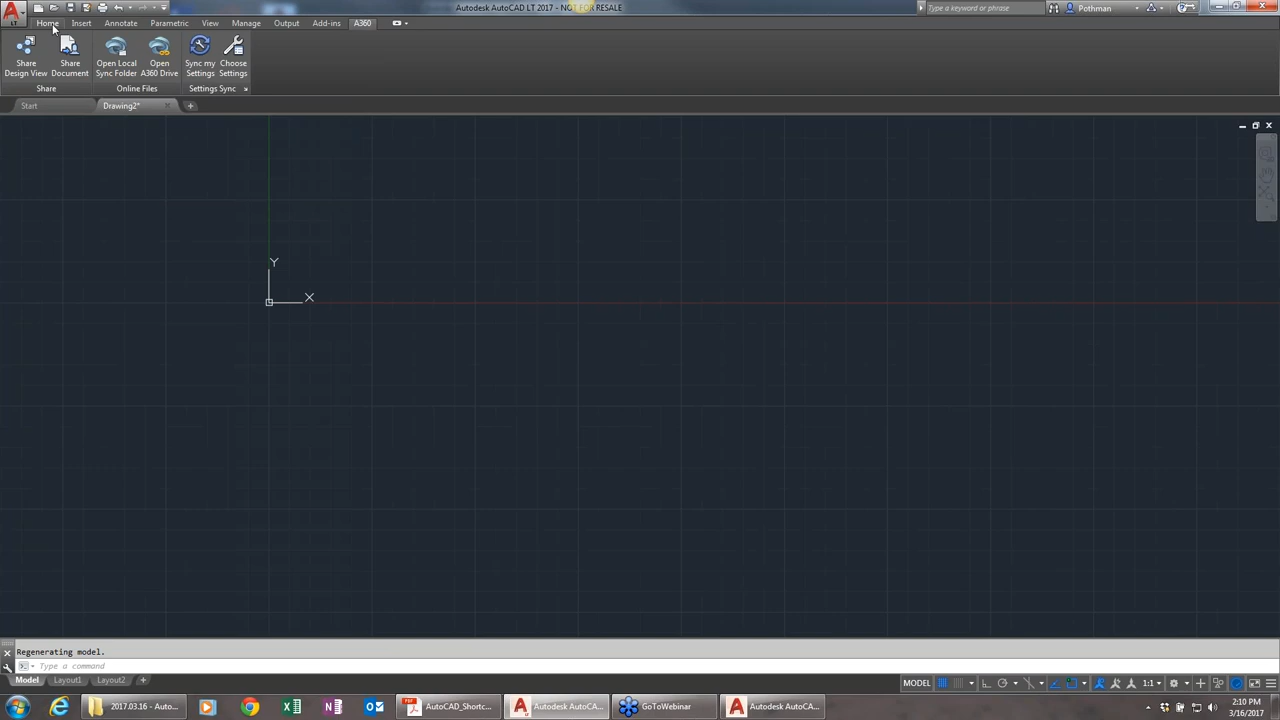 Autodesk AutoCAD LT 2017 - NOT FOR RESALE
Type a keyword or phrase
Pothman
LT
Home Insert Annotate Parametric View Manage Output Add-ins A360
Share Design View
Share Document
Open Local Sync Folder
Open A360 Drive
Sync my Settings
Choose Settings
Share Online Files Settings Sync
Start Drawing2*
Y
X
Regenerating model.
Type a command
Model Layout1 Layout2
MODEL 1:1
2017.03.16 - Auto... AutoCAD_Shortc... Autodesk AutoCA... GoToWebinar Autodesk AutoCA...
2:10 PM
3/16/2017